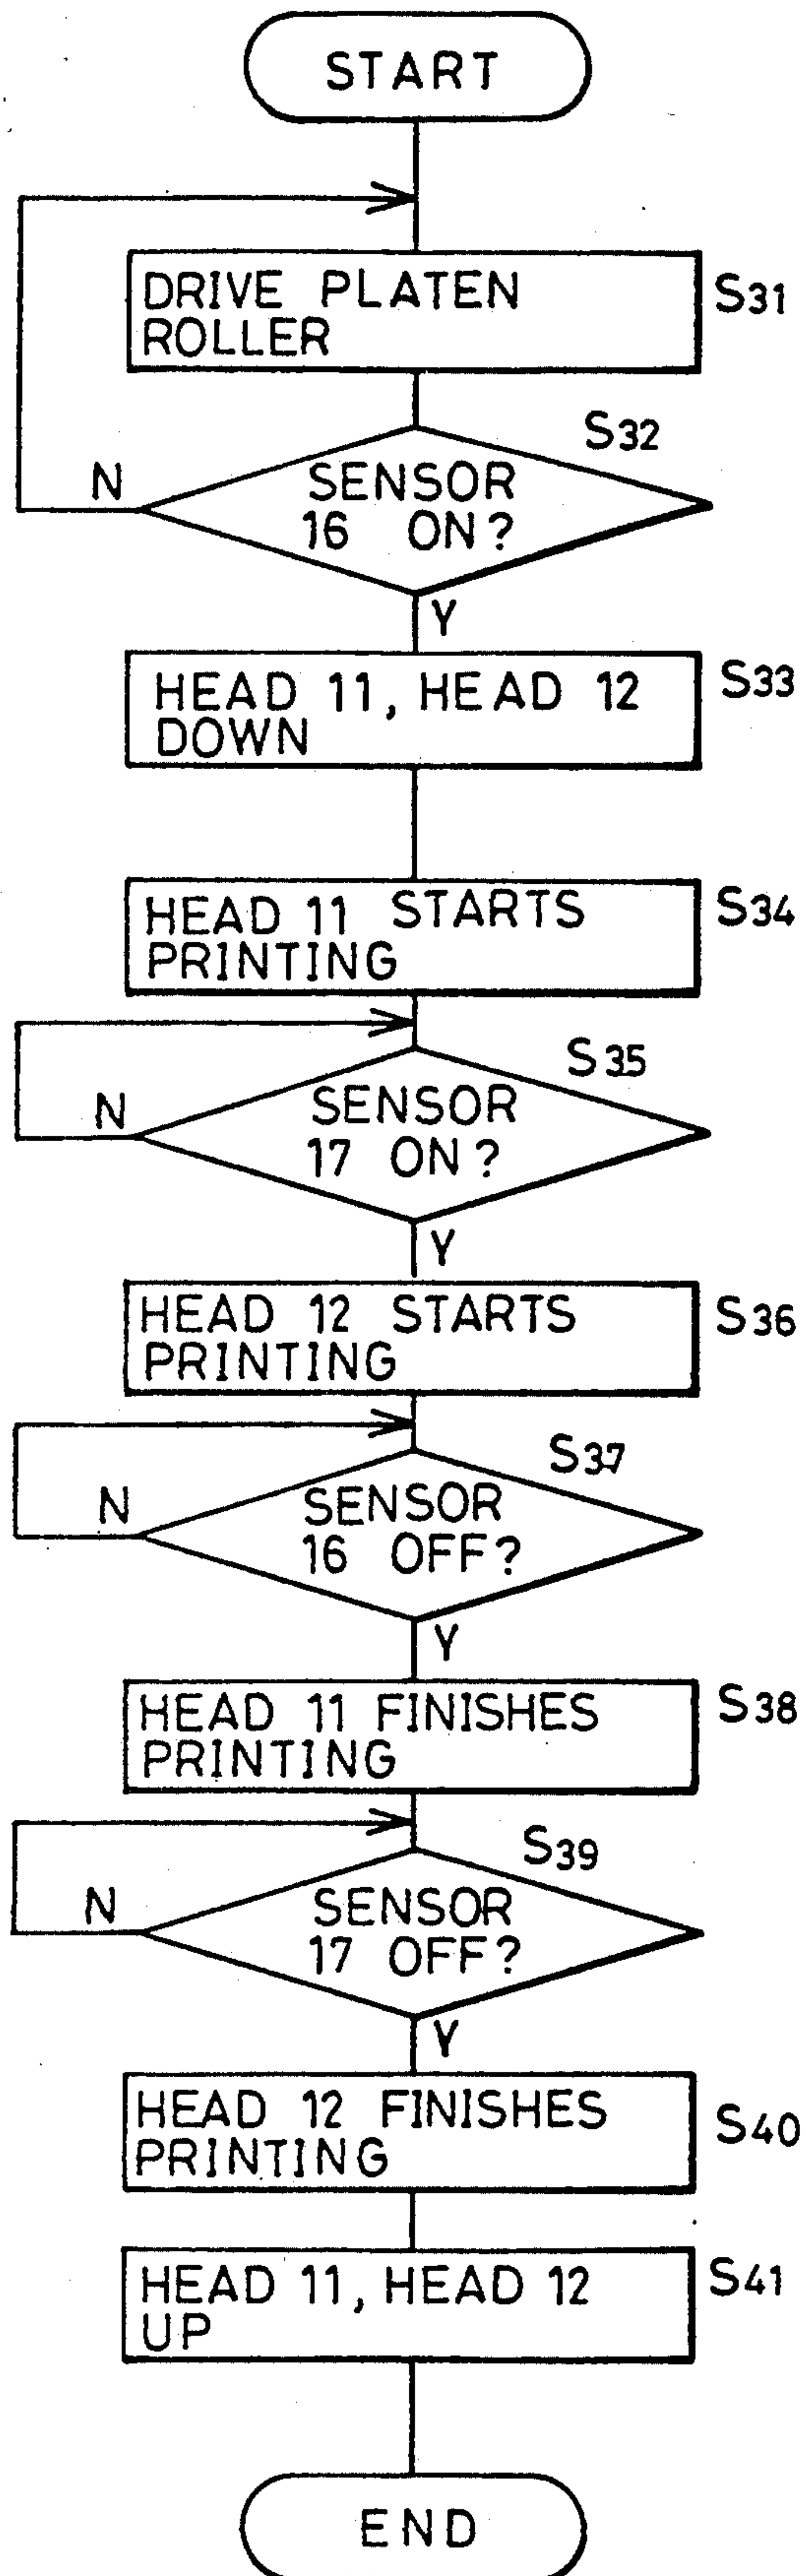 START
DRIVE PLATEN
ROLLER
S31
S32
N
SENSOR
16 ON?
Y
HEAD 11, HEAD 12
DOWN
S33
HEAD 11 STARTS
PRINTING
S34
S35
N
SENSOR
17 ON?
Y
HEAD 12 STARTS
PRINTING
S36
S37
N
SENSOR
16 OFF?
Y
HEAD 11 FINISHES
PRINTING
S38
S39
N
SENSOR
17 OFF?
Y
HEAD 12 FINISHES
PRINTING
S40
HEAD 11, HEAD 12
UP
S41
END